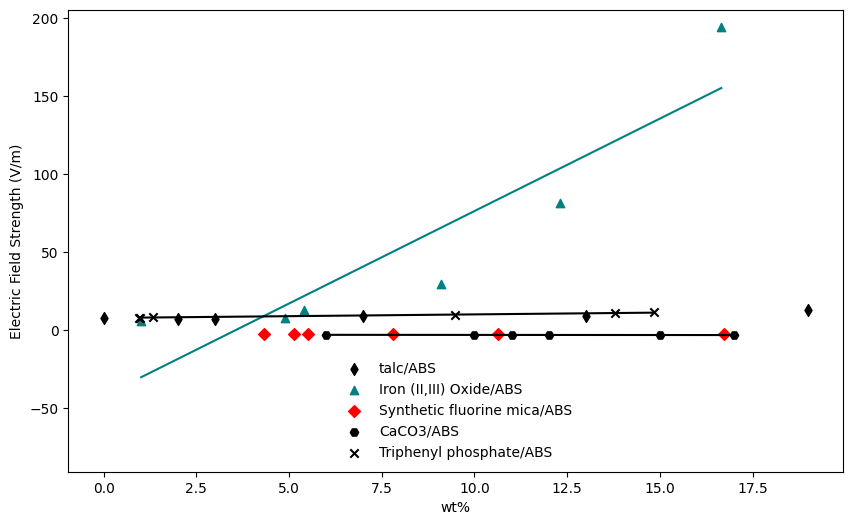 200
150
100
50
0
−50
Electric Field Strength (V/m)
talc/ABS
Iron (II,III) Oxide/ABS
Synthetic fluorine mica/ABS
CaCO3/ABS
Triphenyl phosphate/ABS
0.0 2.5 5.0 7.5 10.0 12.5 15.0 17.5
wt%